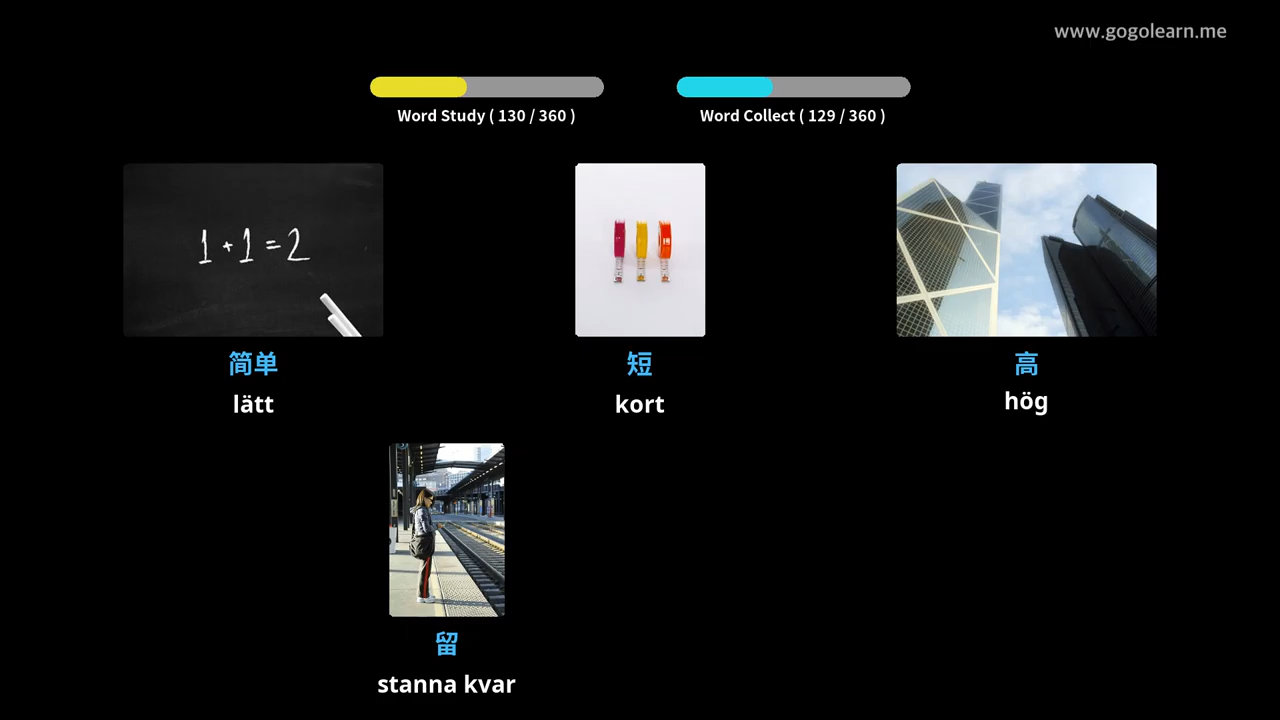 www.gogolearn.me
Word Study ( 130 / 360 )
Word Collect ( 129 / 360 )
1 + 1 = 2
简单
lätt
短
kort
高
hög
留
stanna kvar